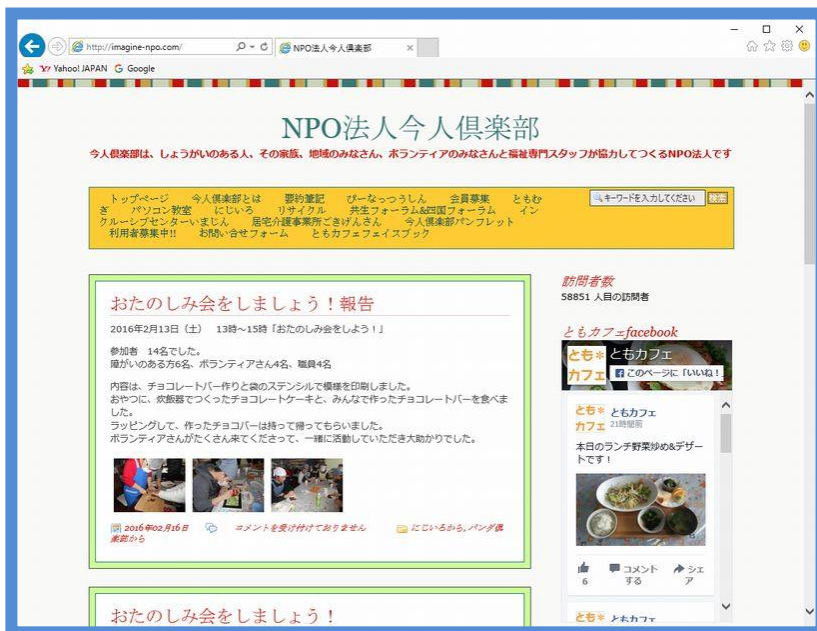 http://imagine-npo.com/
NPO法人今人倶楽部
Yahoo! JAPAN Google
NPO法人今人倶楽部
今人倶楽部は、しょうがいのある人、その家族、地域のみなさん、ボランティアのみなさんと福祉専門スタッフが協力してつくるNPO法人です
トップページ 今人倶楽部とは 要約筆記 ぴーなっつうしん 会員募集 ともむ
ぎ パソコン教室 にじいろ リサイクル 共生フォーラム&四国フォーラム イン
クルーシブセンターいまじん 居宅介護事業所ごきげんさん 今人倶楽部パンフレット
利用者募集中!! お問い合せフォーム ともカフェフェイスブック
キーワードを入力してください 検索
おたのしみ会をしましょう！報告
2016年2月13日（土） 13時～15時「おたのしみ会をしよう！」
参加者 14名でした。
障がいのある方6名、ボランティアさん4名、職員4名
内容は、チョコレートバー作りと袋のステンシルで模様を印刷しました。
おやつに、炊飯器でつくったチョコレートケーキと、みんなで作ったチョコレートバーを食べま
した。
ラッピングして、作ったチョコバーは持って帰ってもらいました。
ボランティアさんがたくさん来てくださって、一緒に活動していただき大助かりでした。
2016年02月16日 コメントを受け付けておりません にじいろから, パンダ倶
楽部から
おたのしみ会をしましょう！
訪問者数
58851 人目の訪問者
ともカフェfacebook
とも＊
カフェ
ともカフェ
このページに「いいね！
とも＊
カフェ
ともカフェ
21時間前
本日のランチ野菜炒め&デザー
トです！
6
コメント
する
シェ
ア
とも＊ ともカフェ